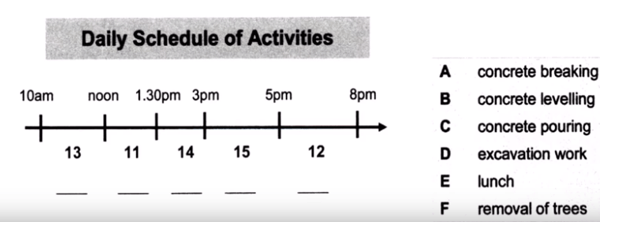 Daily Schedule of Activities
10am noon 1.30pm 3pm 5pm 8pm
13 11 14 15 12
A concrete breaking
B concrete levelling
C concrete pouring
D excavation work
E lunch
F removal of trees